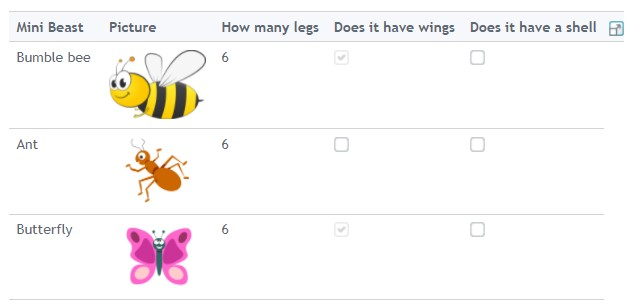 Mini Beast Picture How many legs Does it have wings Does it have a shell
Bumble bee 6
Ant 6
Butterfly 6